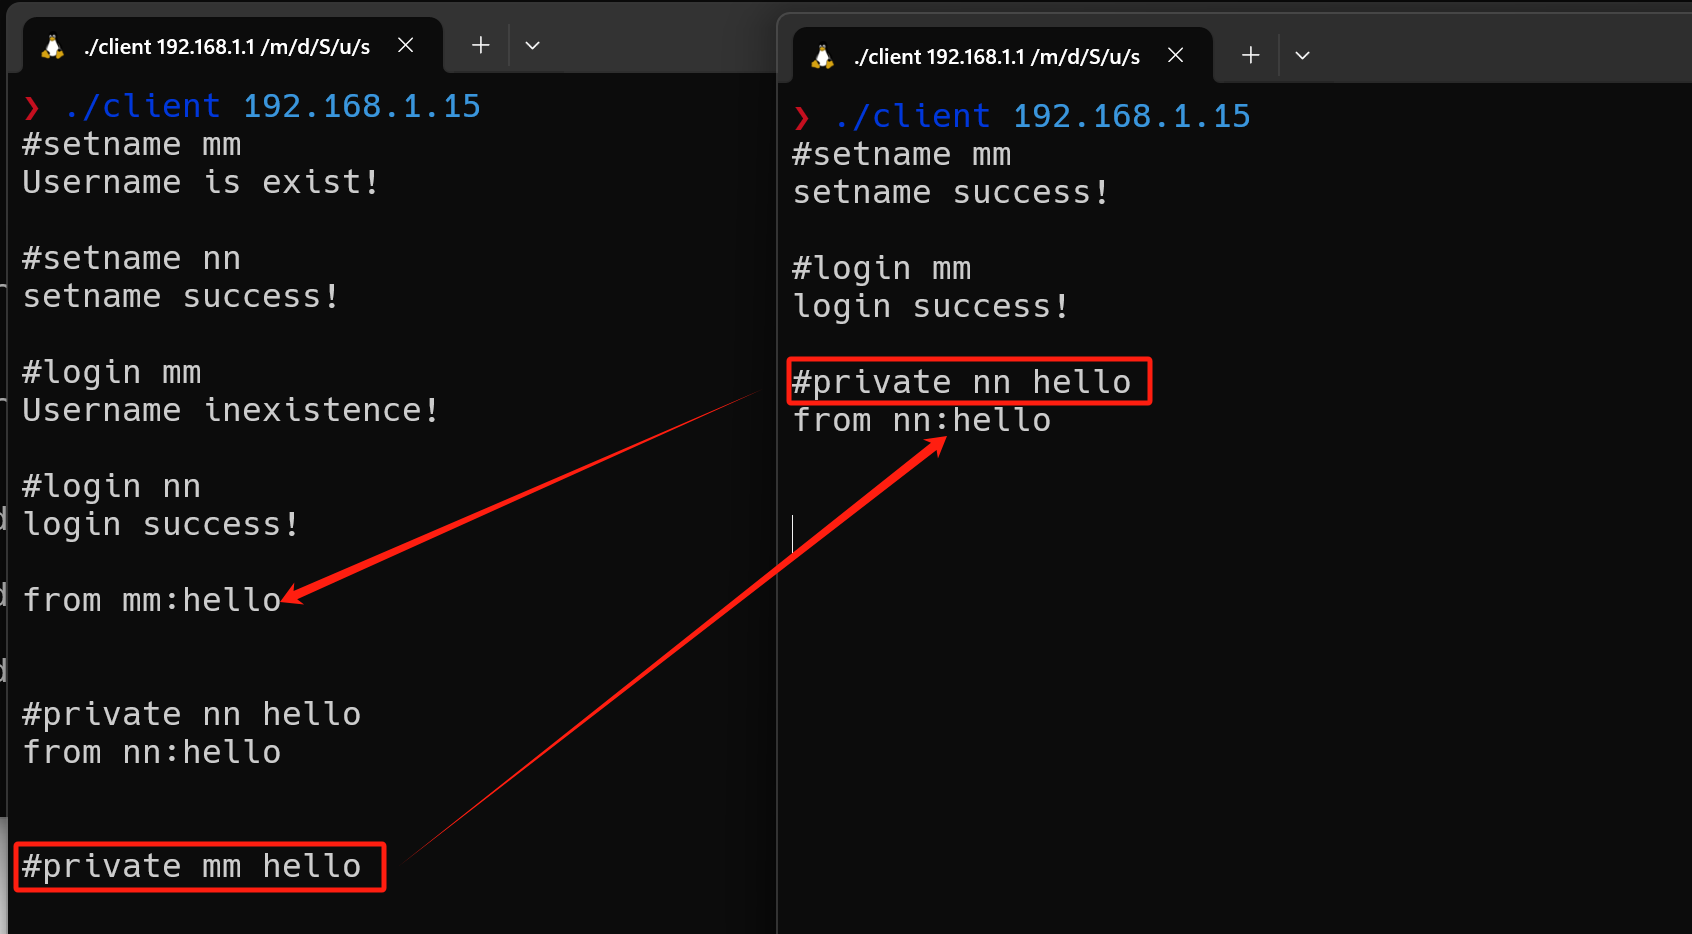 ./client 192.168.1.1 /m/d/S/u/s
❯ ./client 192.168.1.15
#setname mm
Username is exist!
#setname nn
setname success!
#login mm
Username inexistence!
#login nn
login success!
from mm:hello
#private nn hello
from nn:hello
#private mm hello
./client 192.168.1.1 /m/d/S/u/s
❯ ./client 192.168.1.15
#setname mm
setname success!
#login mm
login success!
#private nn hello
from nn:hello